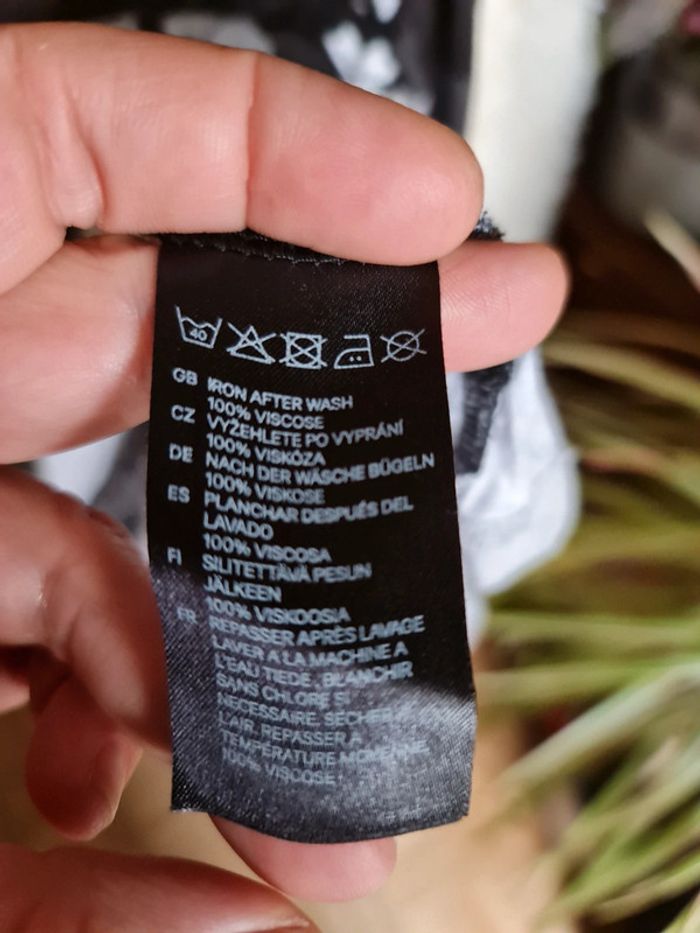 40
GB IRON AFTER WASH
100% VISCOSE
CZ VYŽEHLETE PO VYPRÁNÍ
100% VISKÓZA
DE NACH DER WÄSCHE BÜGELN
100% VISKOSE
ES PLANCHAR DESPUÉS DEL
LAVADO
100% VISCOSA
FI SILITETTÄVÄ PESUN
JÄLKEEN
100% VISKOOSIA
FR REPASSER APRÈS LAVAGE
LAVER A LA MACHINE A
L'EAU TIEDE, BLANCHIR
SANS CHLORE SI
NECESSAIRE, SECHER A
L'AIR, REPASSER A
TEMPÉRATURE MOYENNE
100% VISCOSE